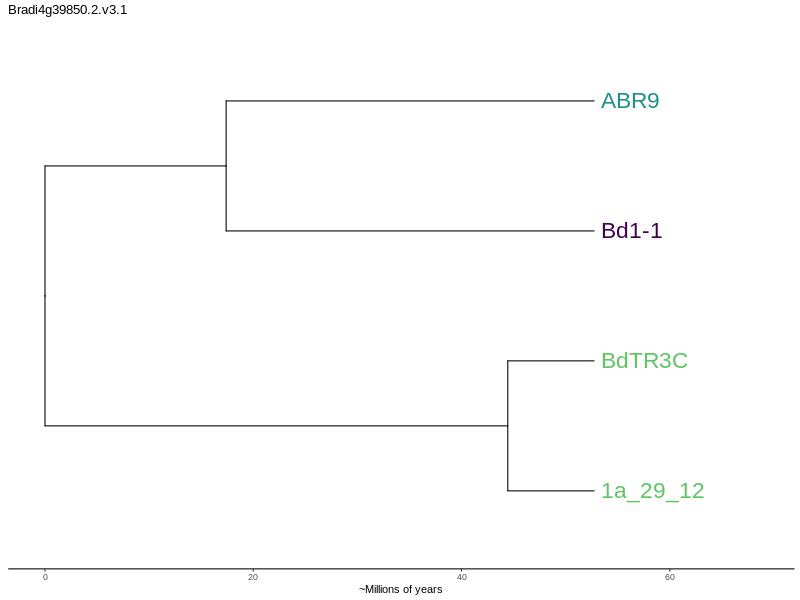 Bradi4g39850.2.v3.1
ABR9
Bd1-1
BdTR3C
1a_29_12
0 20 40 60
~Millions of years